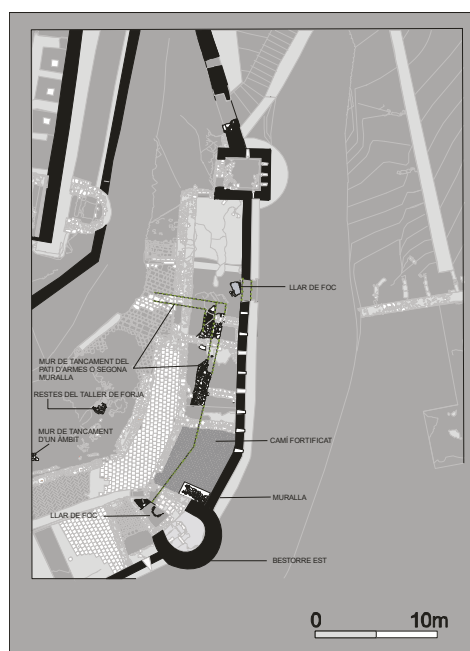 LLAR DE FOC
MUR DE TANCAMENT DEL
PATI D'ARMES O SEGONA
MURALLA
RESTES DEL TALLER DE FORJA
MUR DE TANCAMENT
D'UN ÀMBIT
CAMÍ FORTIFICAT
MURALLA
LLAR DE FOC
BESTORRE EST
0 10m